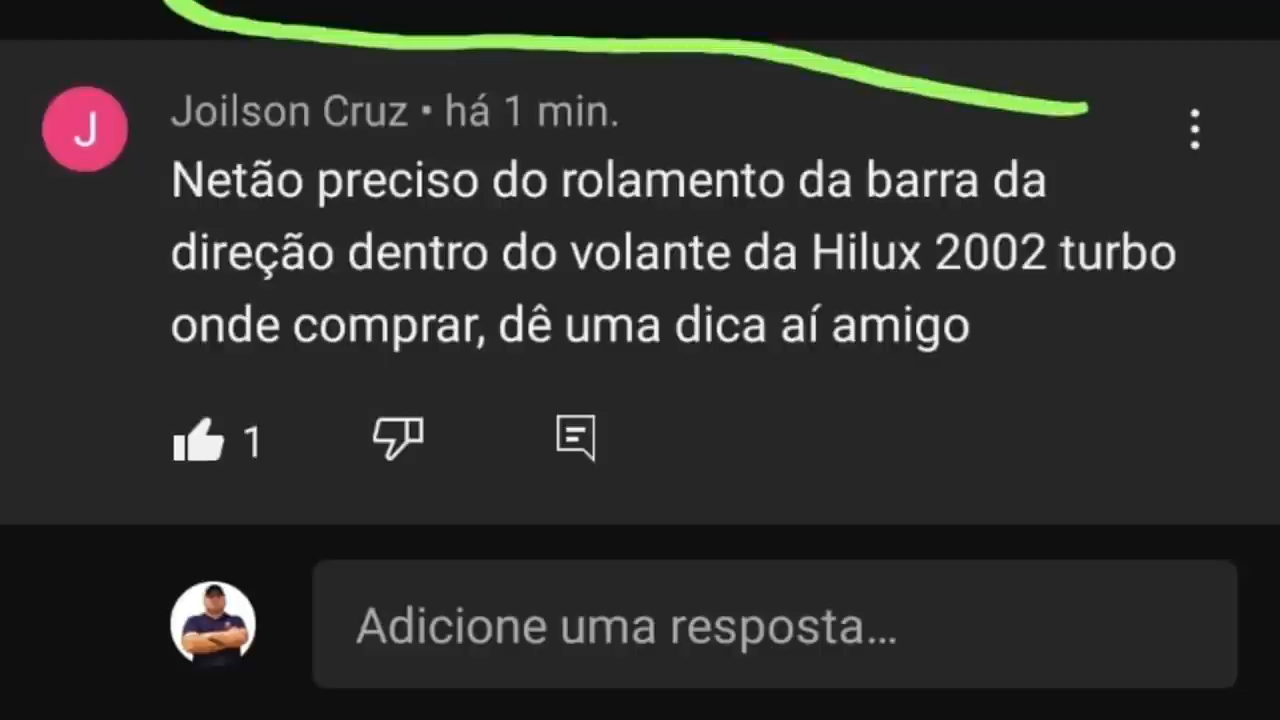 J
Joilson Cruz • há 1 min.
Netão preciso do rolamento da barra da
direção dentro do volante da Hilux 2002 turbo
onde comprar, dê uma dica aí amigo
1
Adicione uma resposta...